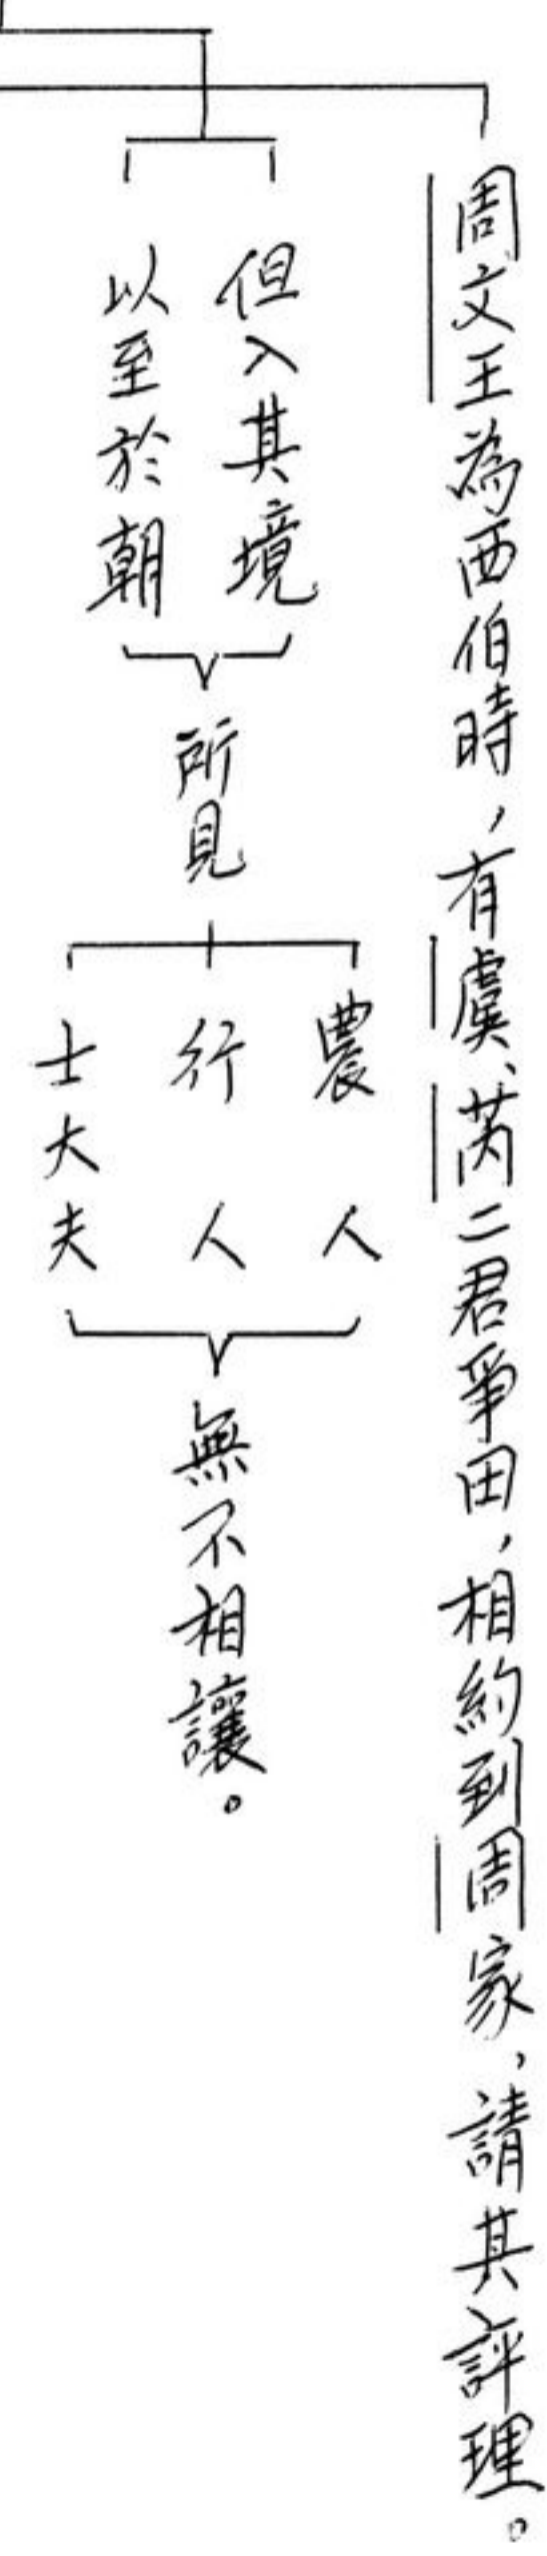 周文王為西伯時，有虞、芮二君爭田，相約到周家，請其評理。
但入其境
以至於朝
所見
農人
行人
士大夫
無不相讓。